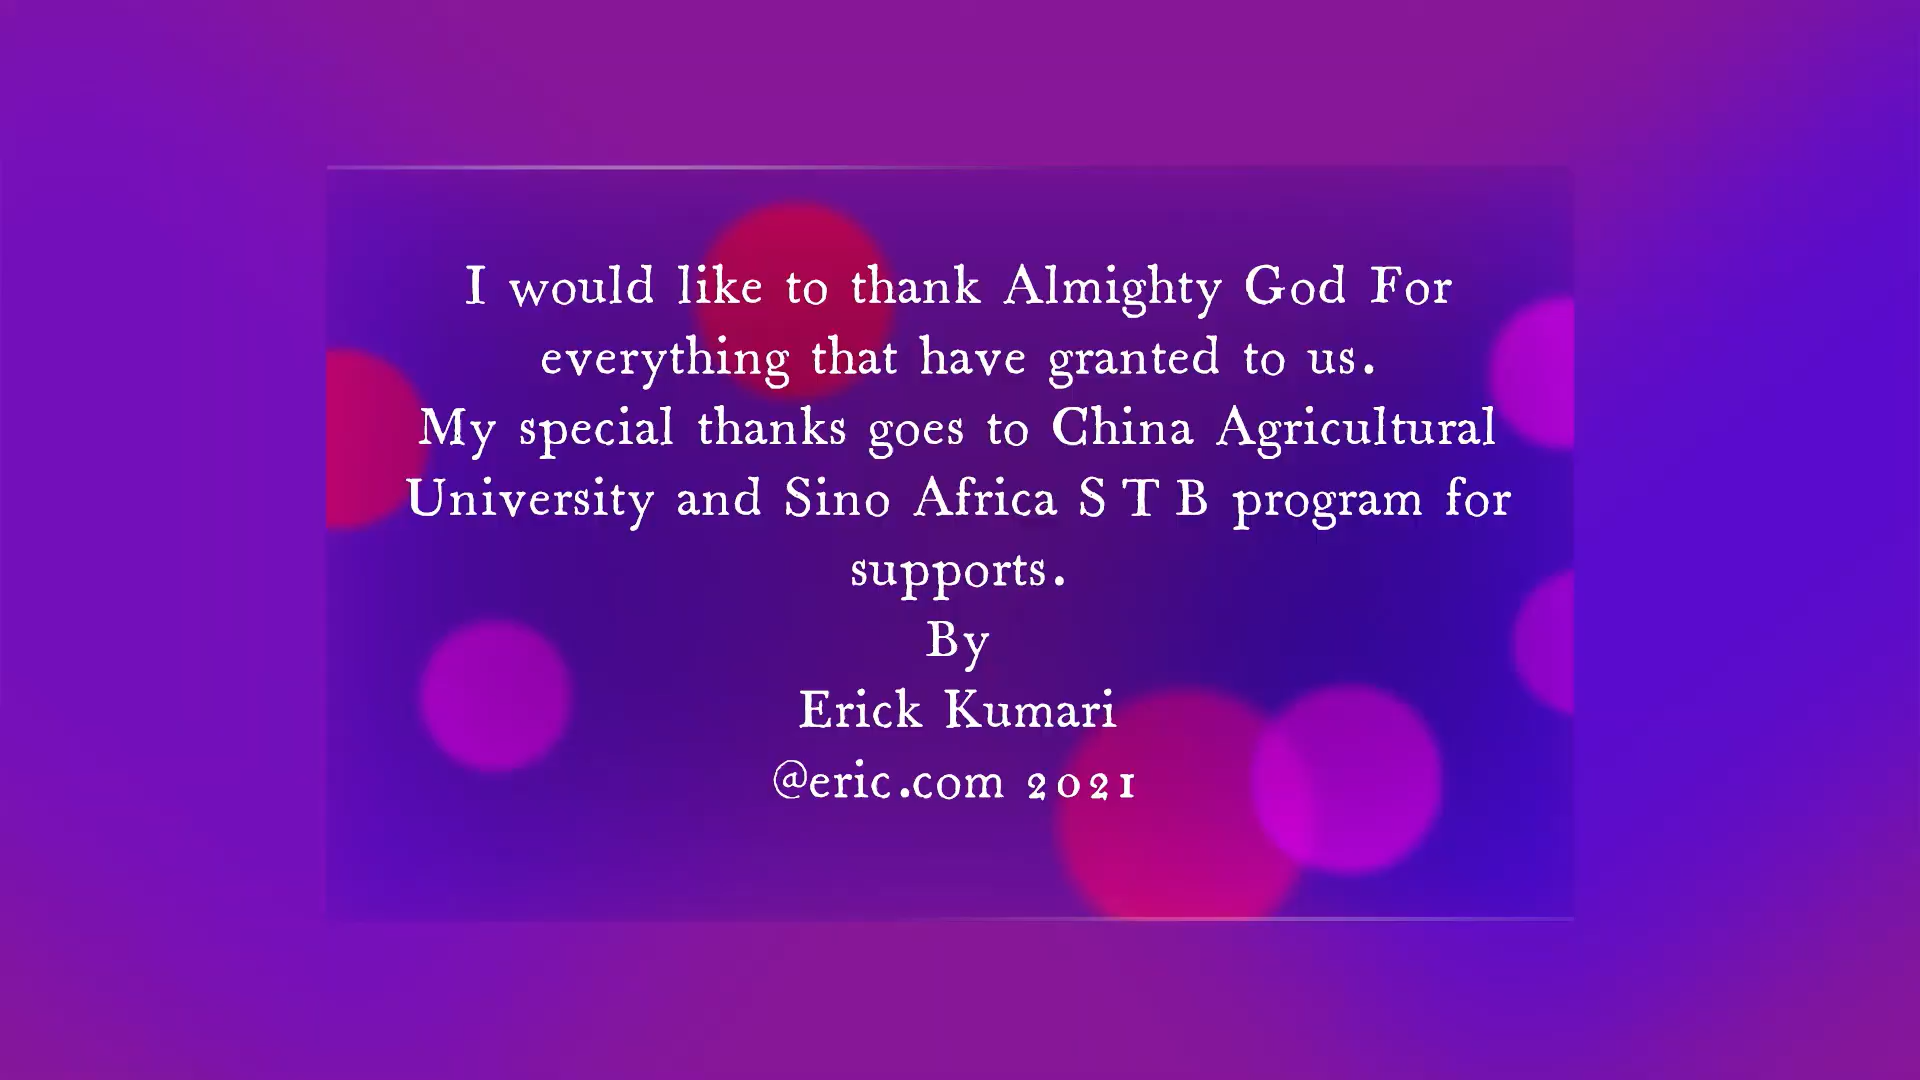 I would like to thank Almighty God For
everything that have granted to us.
My special thanks goes to China Agricultural
University and Sino Africa S T B program for
supports.
By
Erick Kumari
@eric.com 2021